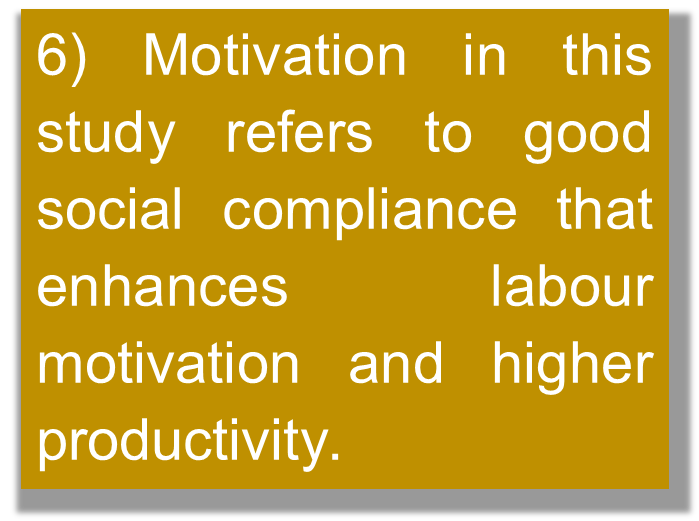 6) Motivation in this
study refers to good
social compliance that
enhances labour
motivation and higher
productivity.